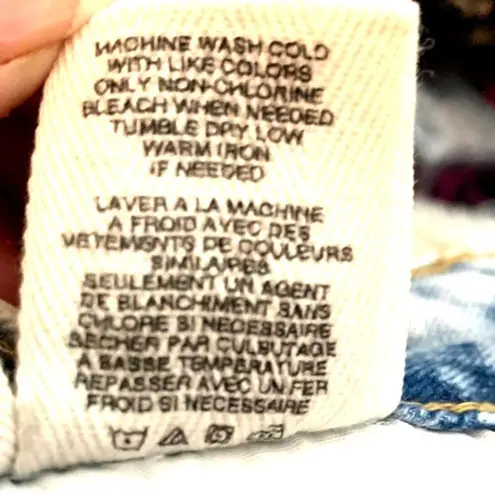 MACHINE WASH COLD
WITH LIKE COLORS
ONLY NON-CHLORINE
BLEACH WHEN NEEDED
TUMBLE DRY LOW
WARM IRON
IF NEEDED
LAVER A LA MACHINE
A FROID AVEC DES
VETEMENTS DE COULEURS
SIMILAIRES
SEULEMENT UN AGENT
DE BLANCHIMENT SANS
CHLORE SI NECESSAIRE
SECHER PAR CULBUTAGE
A BASSE TEMPERATURE
REPASSER AVEC UN FER
FROID SI NECESSAIRE